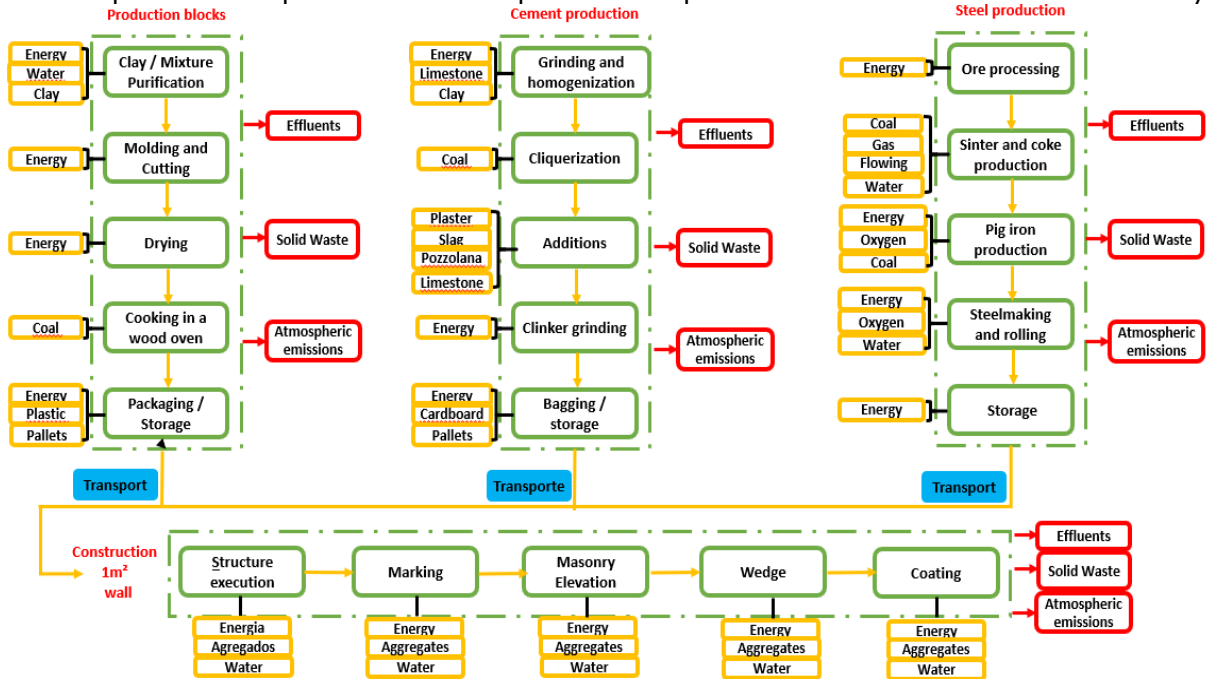 Production blocks
Energy
Water
Clay
Clay / Mixture
Purification
Energy
Molding and
Cutting
Energy
Drying
Coal
Cooking in a
wood oven
Energy
Plastic
Pallets
Packaging /
Storage
Effluents
Solid Waste
Atmospheric
emissions
Cement production
Energy
Limestone
Clay
Grinding and
homogenization
Coal
Cliquerization
Plaster
Slag
Pozzolana
Limestone
Additions
Energy
Clinker grinding
Energy
Cardboard
Pallets
Bagging /
storage
Effluents
Solid Waste
Atmospheric
emissions
Steel production
Energy
Ore processing
Coal
Gas
Flowing
Water
Sinter and coke
production
Energy
Oxygen
Coal
Pig iron
production
Energy
Oxygen
Water
Steelmaking
and rolling
Energy
Storage
Effluents
Solid Waste
Atmospheric
emissions
Transport
Transporte
Transport
Construction
1m²
wall
Structure
execution
Marking
Masonry
Elevation
Wedge
Coating
Energia
Agregados
Water
Energy
Aggregates
Water
Energy
Aggregates
Water
Energy
Aggregates
Water
Energy
Aggregates
Water
Effluents
Solid Waste
Atmospheric
emissions